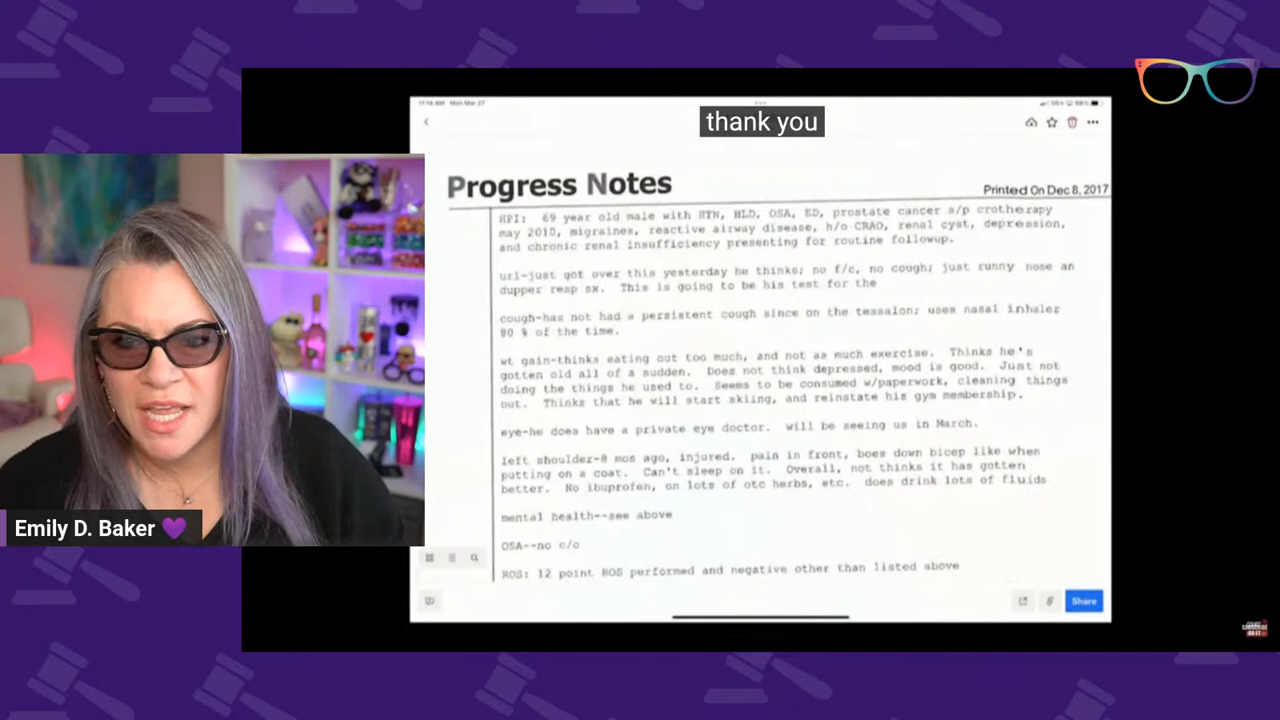 thank you
11:14 AM Mon Mar 27
Progress Notes
Printed On Dec 8, 2017
HPI: 69 year old male with HTN, HLD, OSA, ED, prostate cancer s/p crotherapy
may 2010, migraines, reactive airway disease, h/o CRAO, renal cyst, depression,
and chronic renal insufficiency presenting for routine followup.
uri-just got over this yesterday he thinks; no f/c, no cough; just runny nose an
dupper resp sx. This is going to be his test for the
cough-has not had a persistent cough since on the tessalon; uses nasal inhaler
80 % of the time.
wt gain-thinks eating out too much, and not as much exercise. Thinks he's
gotten old all of a sudden. Does not think depressed, mood is good. Just not
doing the things he used to. Seems to be consumed w/paperwork, cleaning things
out. Thinks that he will start skiing, and reinstate his gym membership.
eye-he does have a private eye doctor. will be seeing us in March.
left shoulder-8 mos ago, injured. pain in front, boes down bicep like when
putting on a coat. Can't sleep on it. Overall, not thinks it has gotten
better. No ibuprofen, on lots of otc herbs, etc. does drink lots of fluids
mental health--see above
OSA--no c/o
ROS: 12 point ROS performed and negative other than listed above
Share
Emily D. Baker
SUBSCRIBE